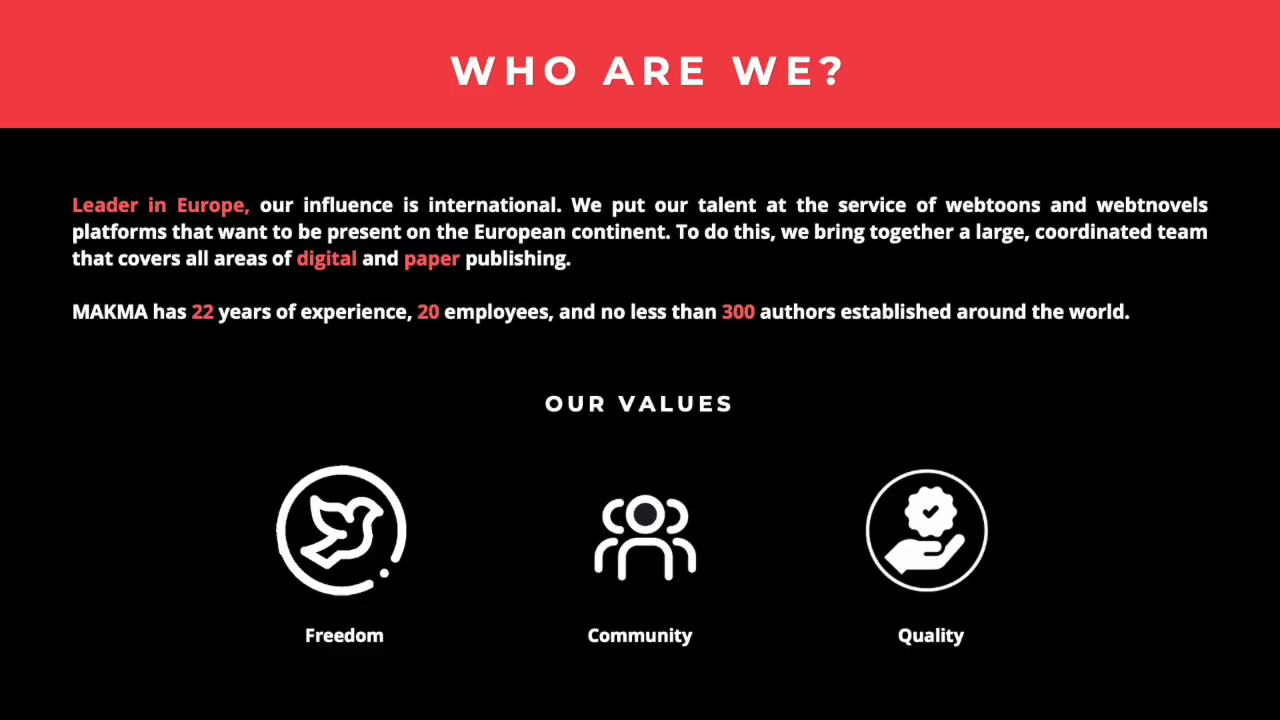 WHO ARE WE?
Leader in Europe, our influence is international. We put our talent at the service of webtoons and webtnovels
platforms that want to be present on the European continent. To do this, we bring together a large, coordinated team
that covers all areas of digital and paper publishing.
MAKMA has 22 years of experience, 20 employees, and no less than 300 authors established around the world.
OUR VALUES
Freedom
Community
Quality